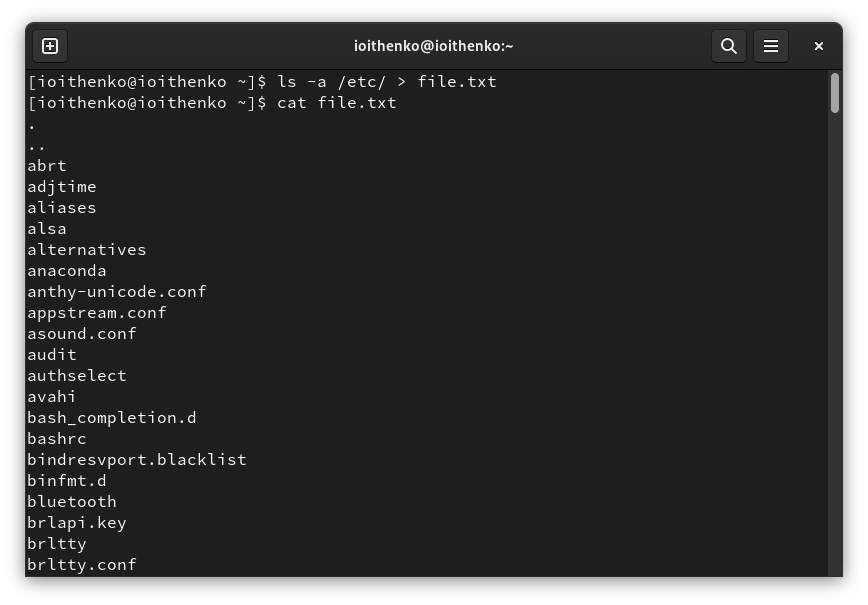 ioithenko@ioithenko:~
[ioithenko@ioithenko ~]$ ls -a /etc/ > file.txt
[ioithenko@ioithenko ~]$ cat file.txt
.
..
abrt
adjtime
aliases
alsa
alternatives
anaconda
anthy-unicode.conf
appstream.conf
asound.conf
audit
authselect
avahi
bash_completion.d
bashrc
bindresvport.blacklist
binfmt.d
bluetooth
brlapi.key
brltty
brltty.conf